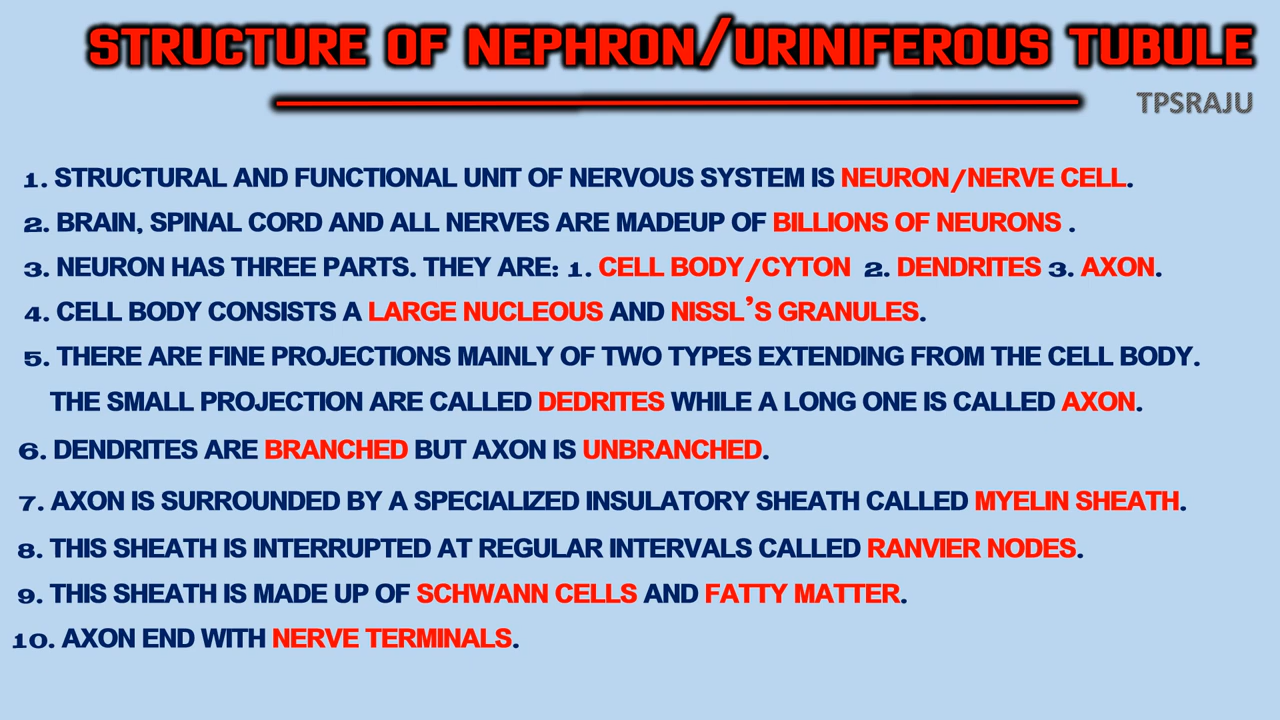 STRUCTURE OF NEPHRON/URINIFEROUS TUBULE
TPSRAJU
1. STRUCTURAL AND FUNCTIONAL UNIT OF NERVOUS SYSTEM IS NEURON/NERVE CELL.
2. BRAIN, SPINAL CORD AND ALL NERVES ARE MADEUP OF BILLIONS OF NEURONS .
3. NEURON HAS THREE PARTS. THEY ARE: 1. CELL BODY/CYTON 2. DENDRITES 3. AXON.
4. CELL BODY CONSISTS A LARGE NUCLEOUS AND NISSL'S GRANULES.
5. THERE ARE FINE PROJECTIONS MAINLY OF TWO TYPES EXTENDING FROM THE CELL BODY.
THE SMALL PROJECTION ARE CALLED DEDRITES WHILE A LONG ONE IS CALLED AXON.
6. DENDRITES ARE BRANCHED BUT AXON IS UNBRANCHED.
7. AXON IS SURROUNDED BY A SPECIALIZED INSULATORY SHEATH CALLED MYELIN SHEATH.
8. THIS SHEATH IS INTERRUPTED AT REGULAR INTERVALS CALLED RANVIER NODES.
9. THIS SHEATH IS MADE UP OF SCHWANN CELLS AND FATTY MATTER.
10. AXON END WITH NERVE TERMINALS.